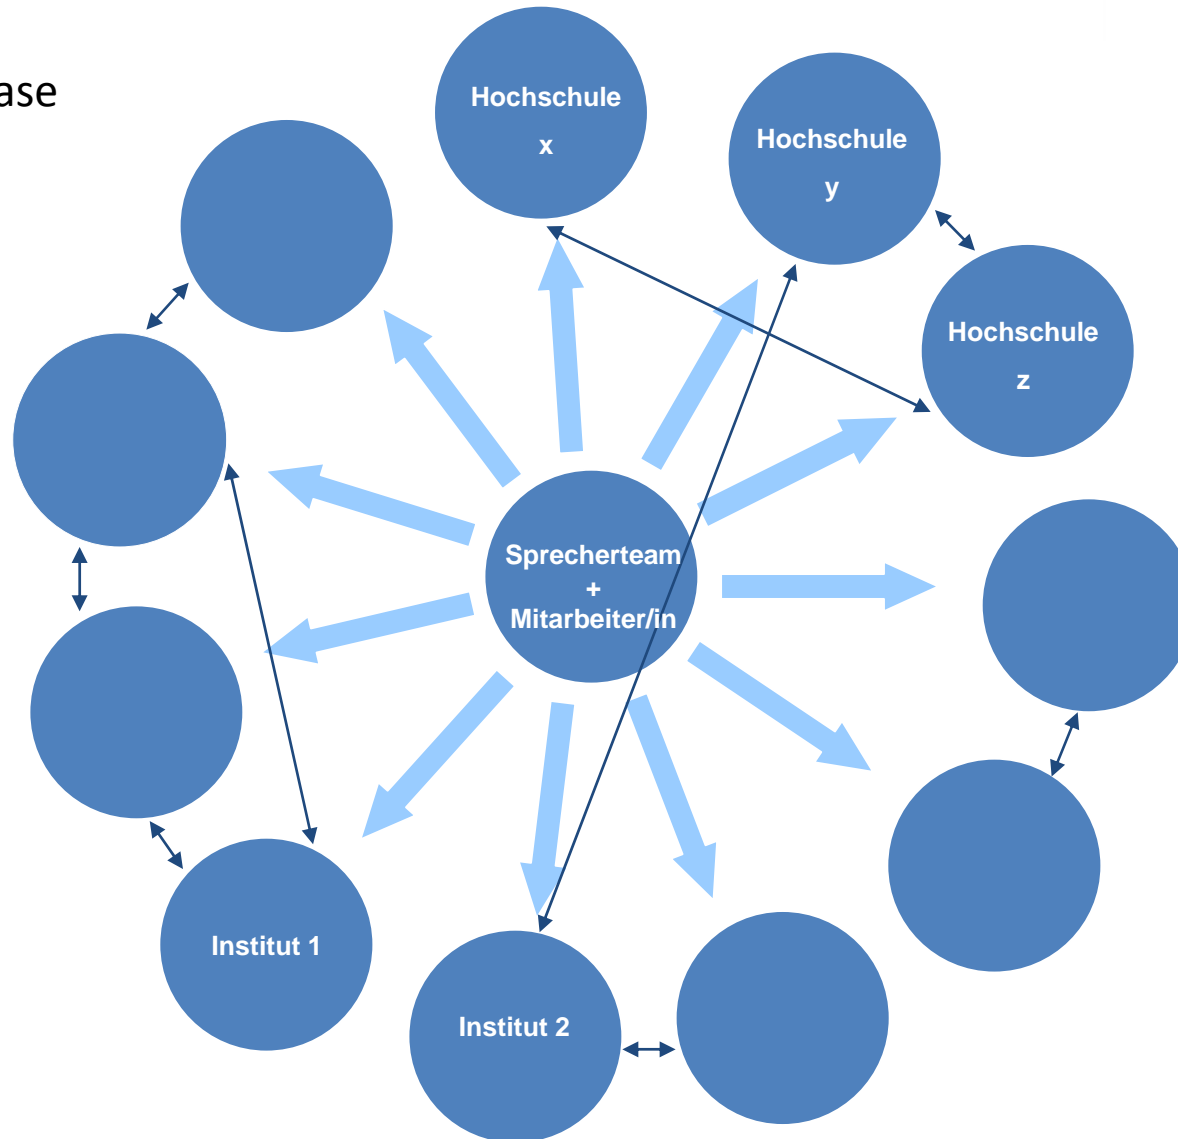 ase
Hochschule
x
Hochschule
y
Hochschule
z
Sprecherteam
+
Mitarbeiter/in
Institut 1
Institut 2